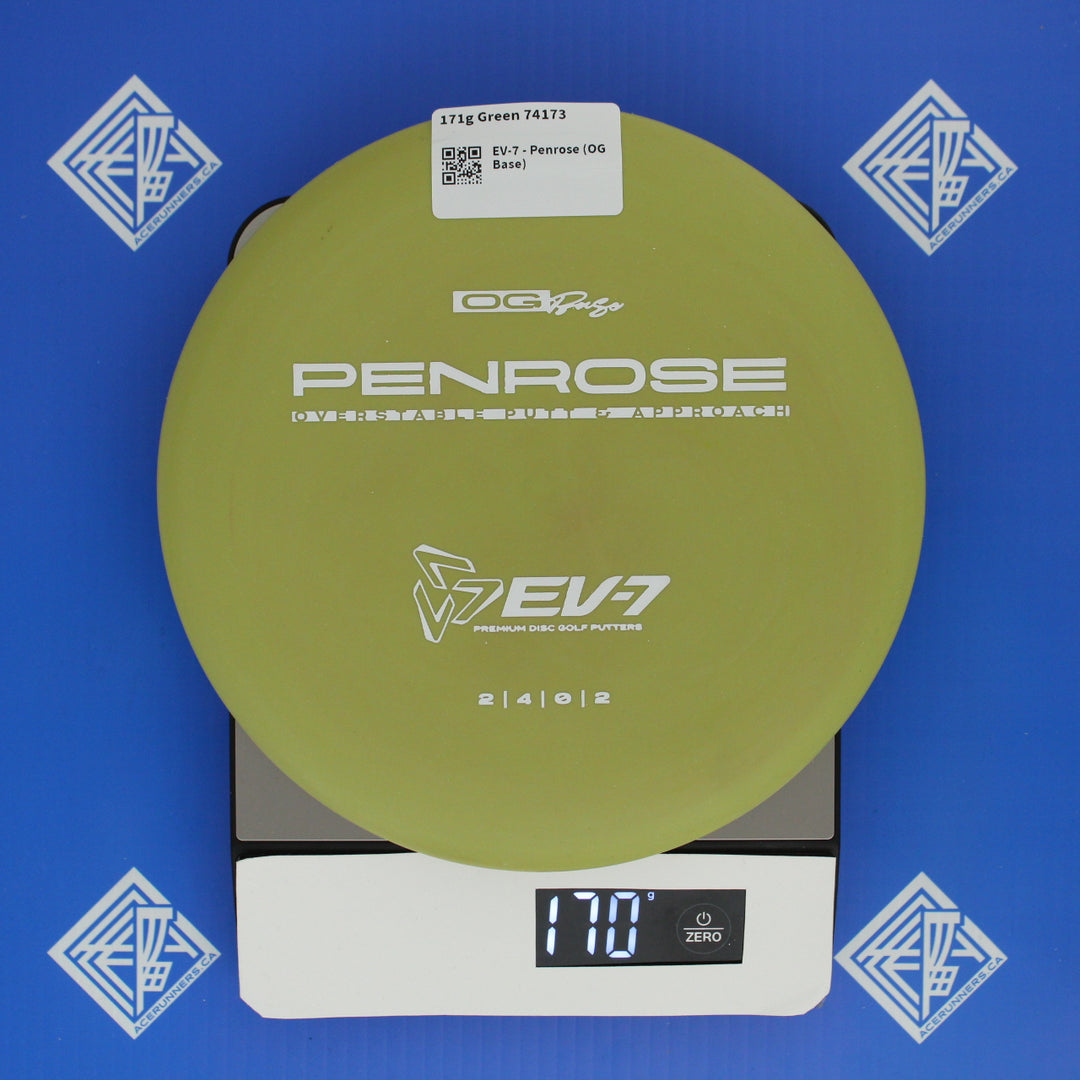 171g Green 74173
EV-7 - Penrose (OG
Base)
OG Base
PENROSE
OVERSTABLE PUTT & APPROACH
EV-7
PREMIUM DISC GOLF PUTTERS
2 | 4 | 0 | 2
170 g
ZERO
ACERUNNERS.CA
ACERUNNERS.CA
ACERUNNERS.CA
ACERUNNERS.CA